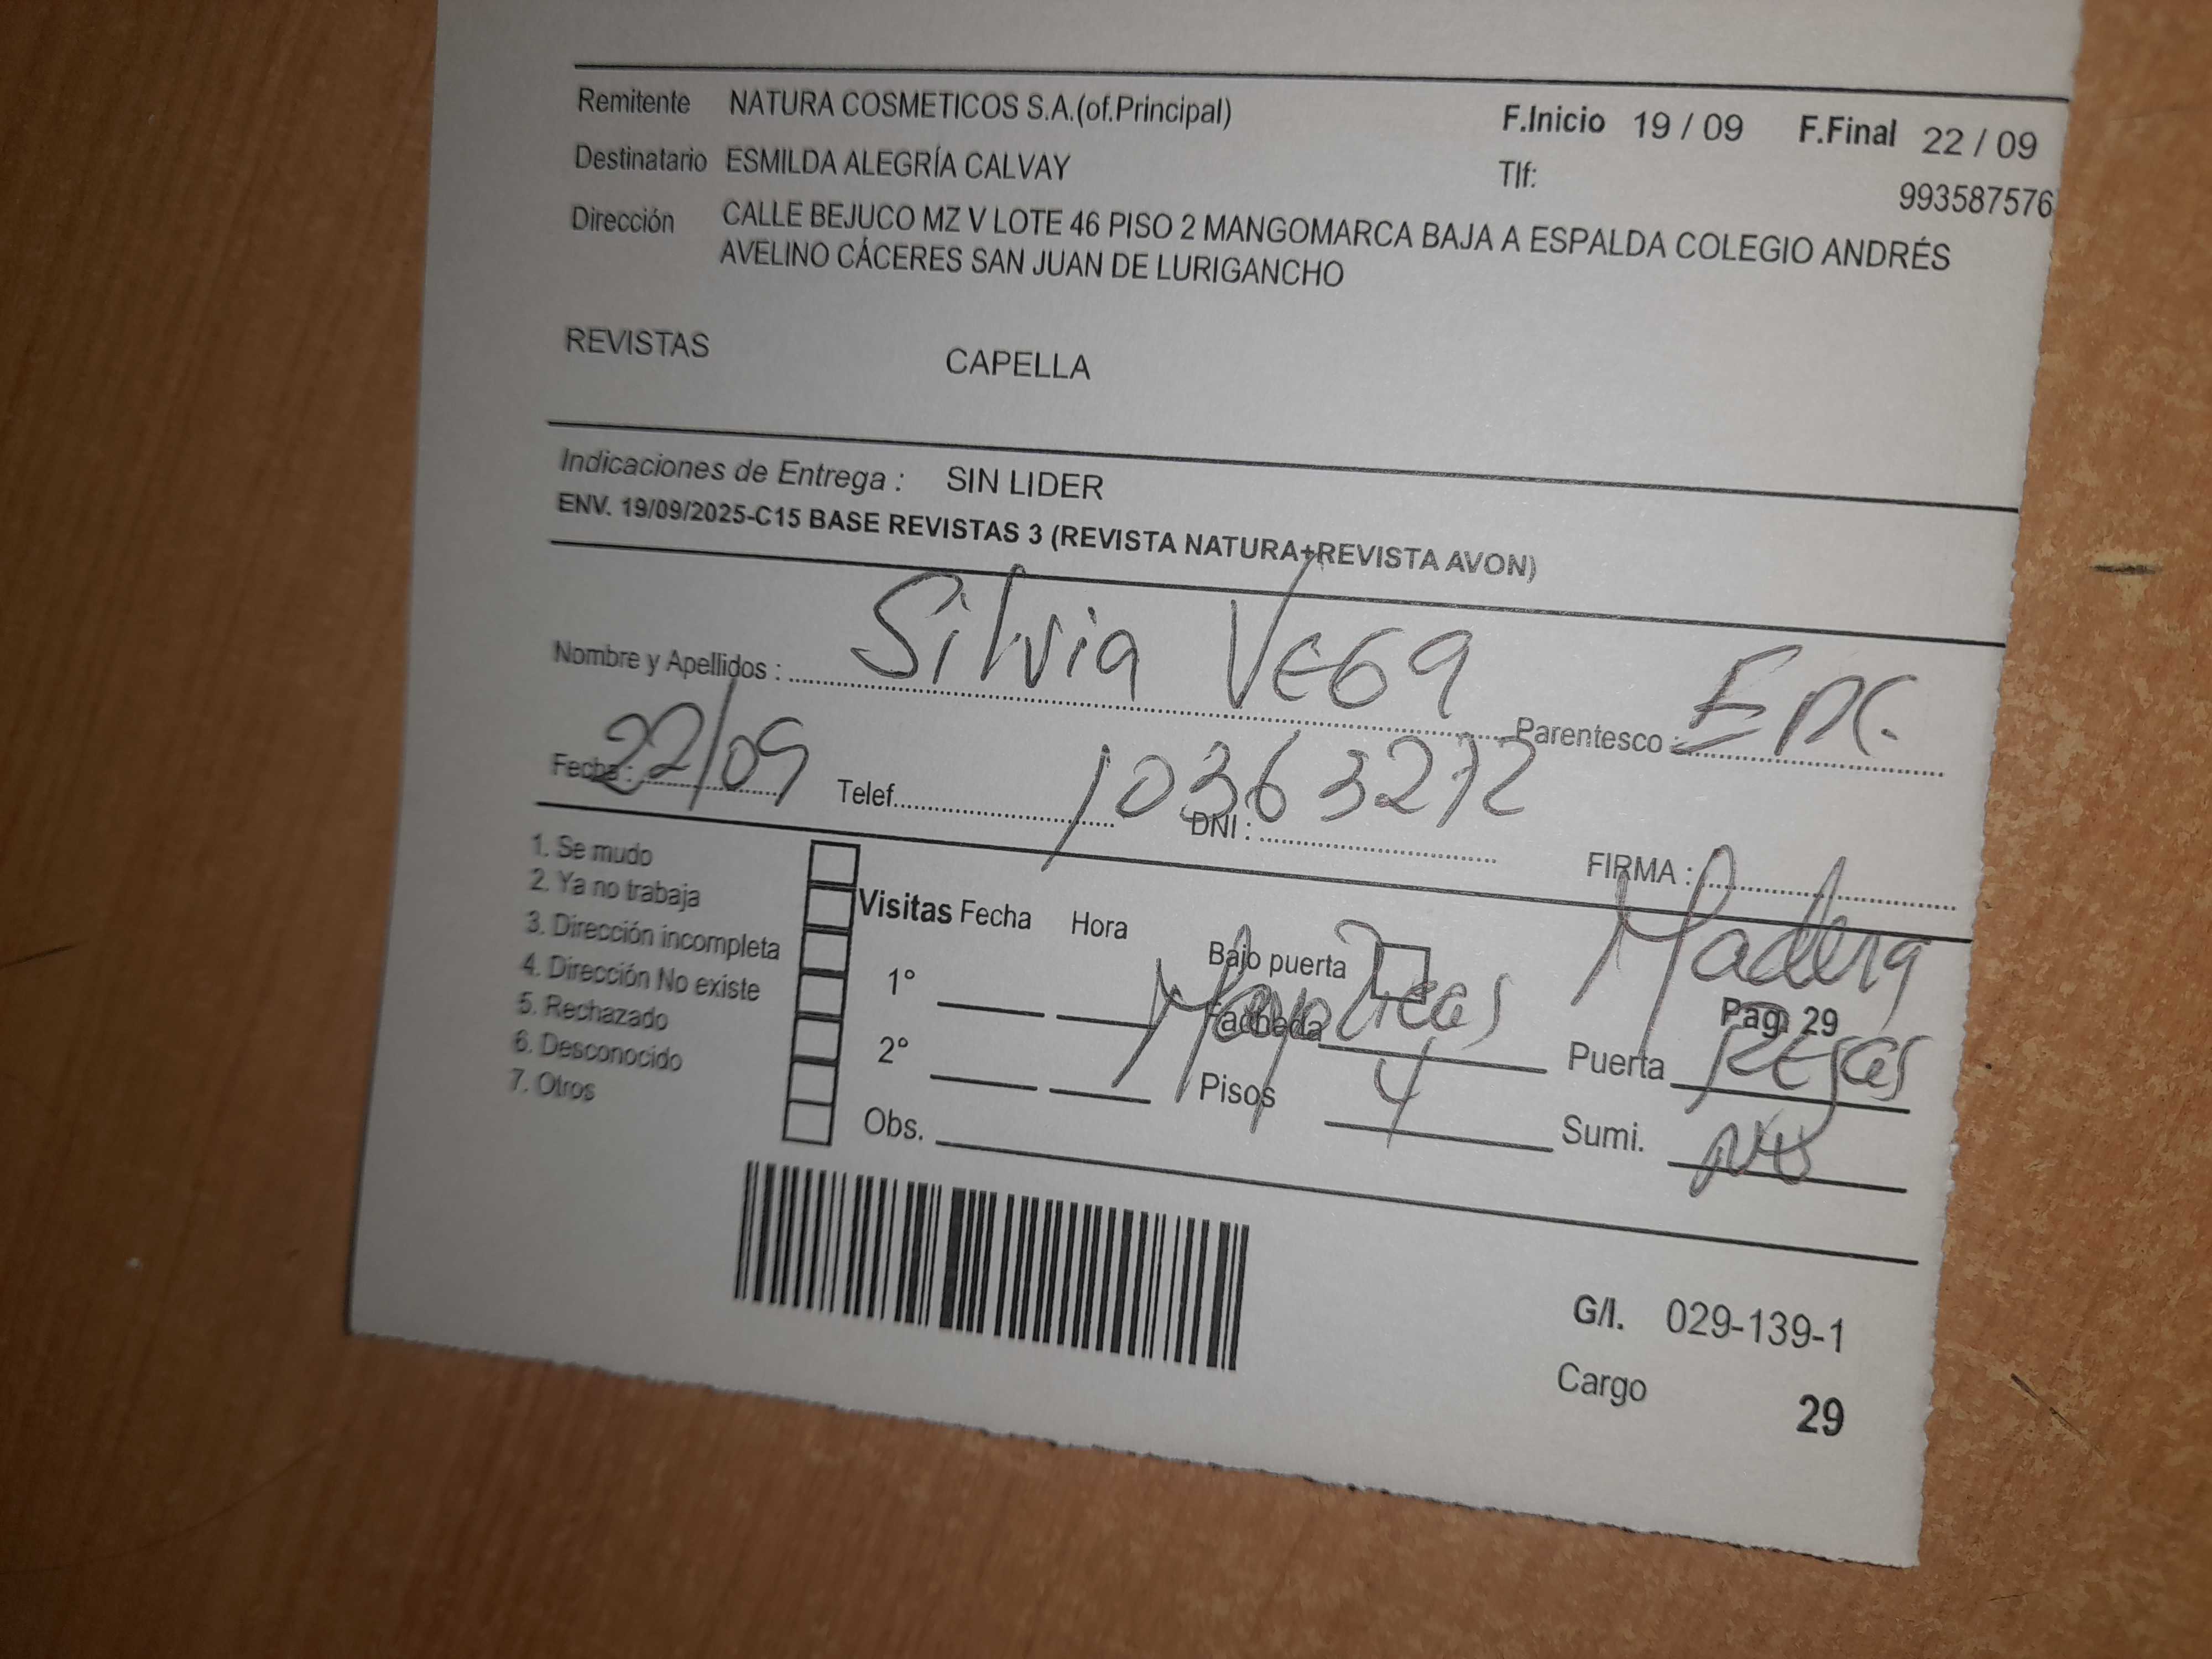 Remitente NATURA COSMETICOS S.A.(of.Principal) F.Inicio 19 / 09 F.Final 22 / 09
Destinatario ESMILDA ALEGRÍA CALVAY Tlf: 993587576
Dirección CALLE BEJUCO MZ V LOTE 46 PISO 2 MANGOMARCA BAJA A ESPALDA COLEGIO ANDRÉS
AVELINO CÁCERES SAN JUAN DE LURIGANCHO
REVISTAS CAPELLA
Indicaciones de Entrega : SIN LIDER
ENV. 19/09/2025-C15 BASE REVISTAS 3 (REVISTA NATURA+REVISTA AVON)
Nombre y Apellidos : Silvia VEGA Parentesco : Enc.
Fecha : 22/09 Telef. DNI : 10363272 FIRMA :
1. Se mudo
2. Ya no trabaja
3. Dirección incompleta
4. Dirección No existe
5. Rechazado
6. Desconocido
7. Otros
Visitas Fecha Hora
1°
2°
Obs.
Bajo puerta
Fachada Mayolicas
Pisos 4
Madera
Pag. 29
Puerta REJAS
Sumi. No
G/I. 029-139-1
Cargo 29